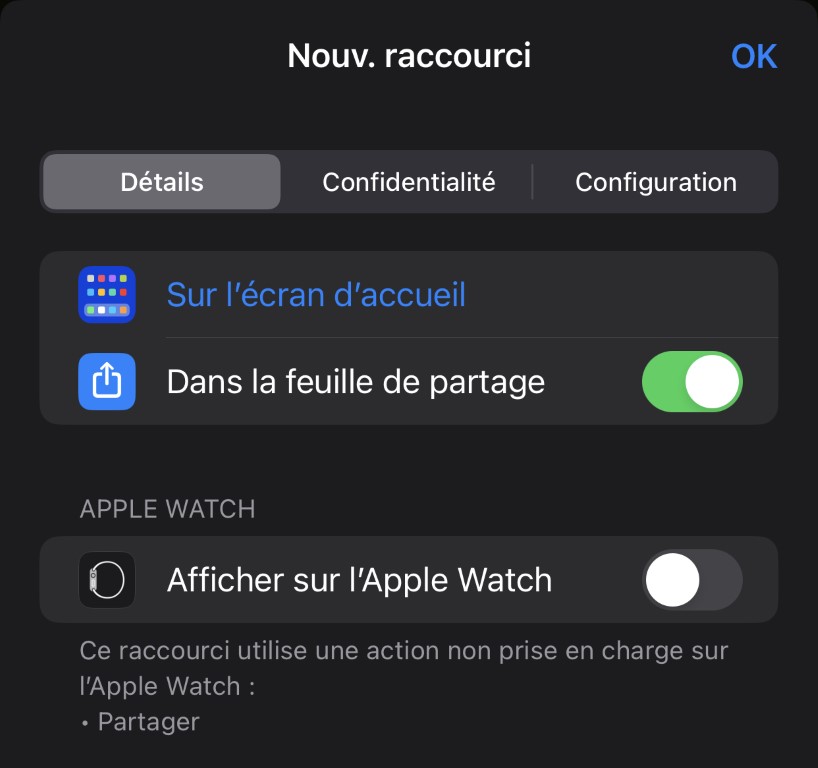 Nouv. raccourci
OK
Détails
Confidentialité
Configuration
Sur l’écran d’accueil
Dans la feuille de partage
APPLE WATCH
Afficher sur l’Apple Watch
Ce raccourci utilise une action non prise en charge sur
l’Apple Watch :
• Partager